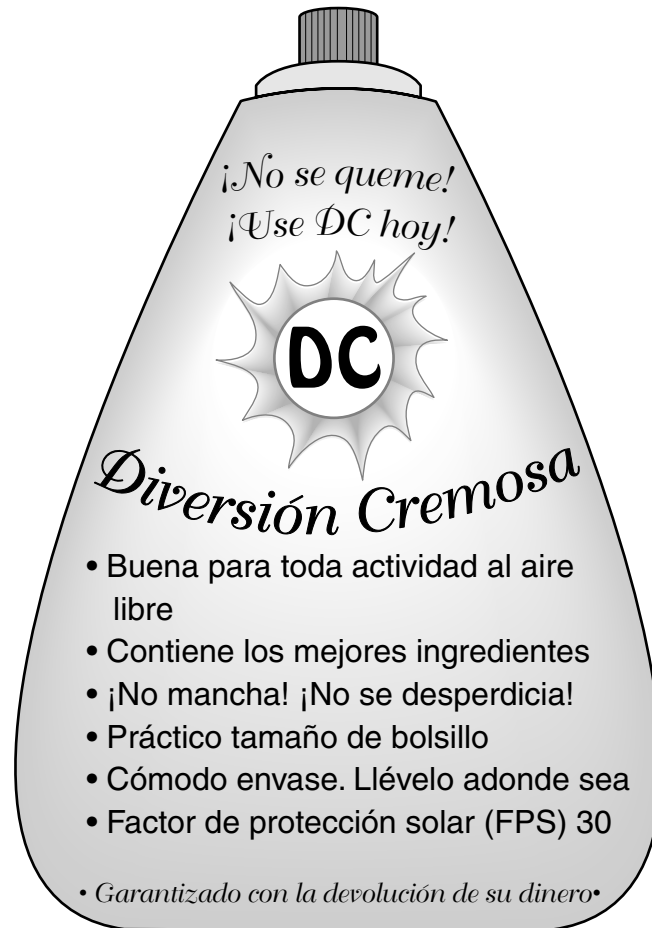 ¡No se queme!
¡Use DC hoy!
DC
Diversión Cremosa
• Buena para toda actividad al aire
libre
• Contiene los mejores ingredientes
• ¡No mancha! ¡No se desperdicia!
• Práctico tamaño de bolsillo
• Cómodo envase. Llévelo adonde sea
• Factor de protección solar (FPS) 30
• Garantizado con la devolución de su dinero•